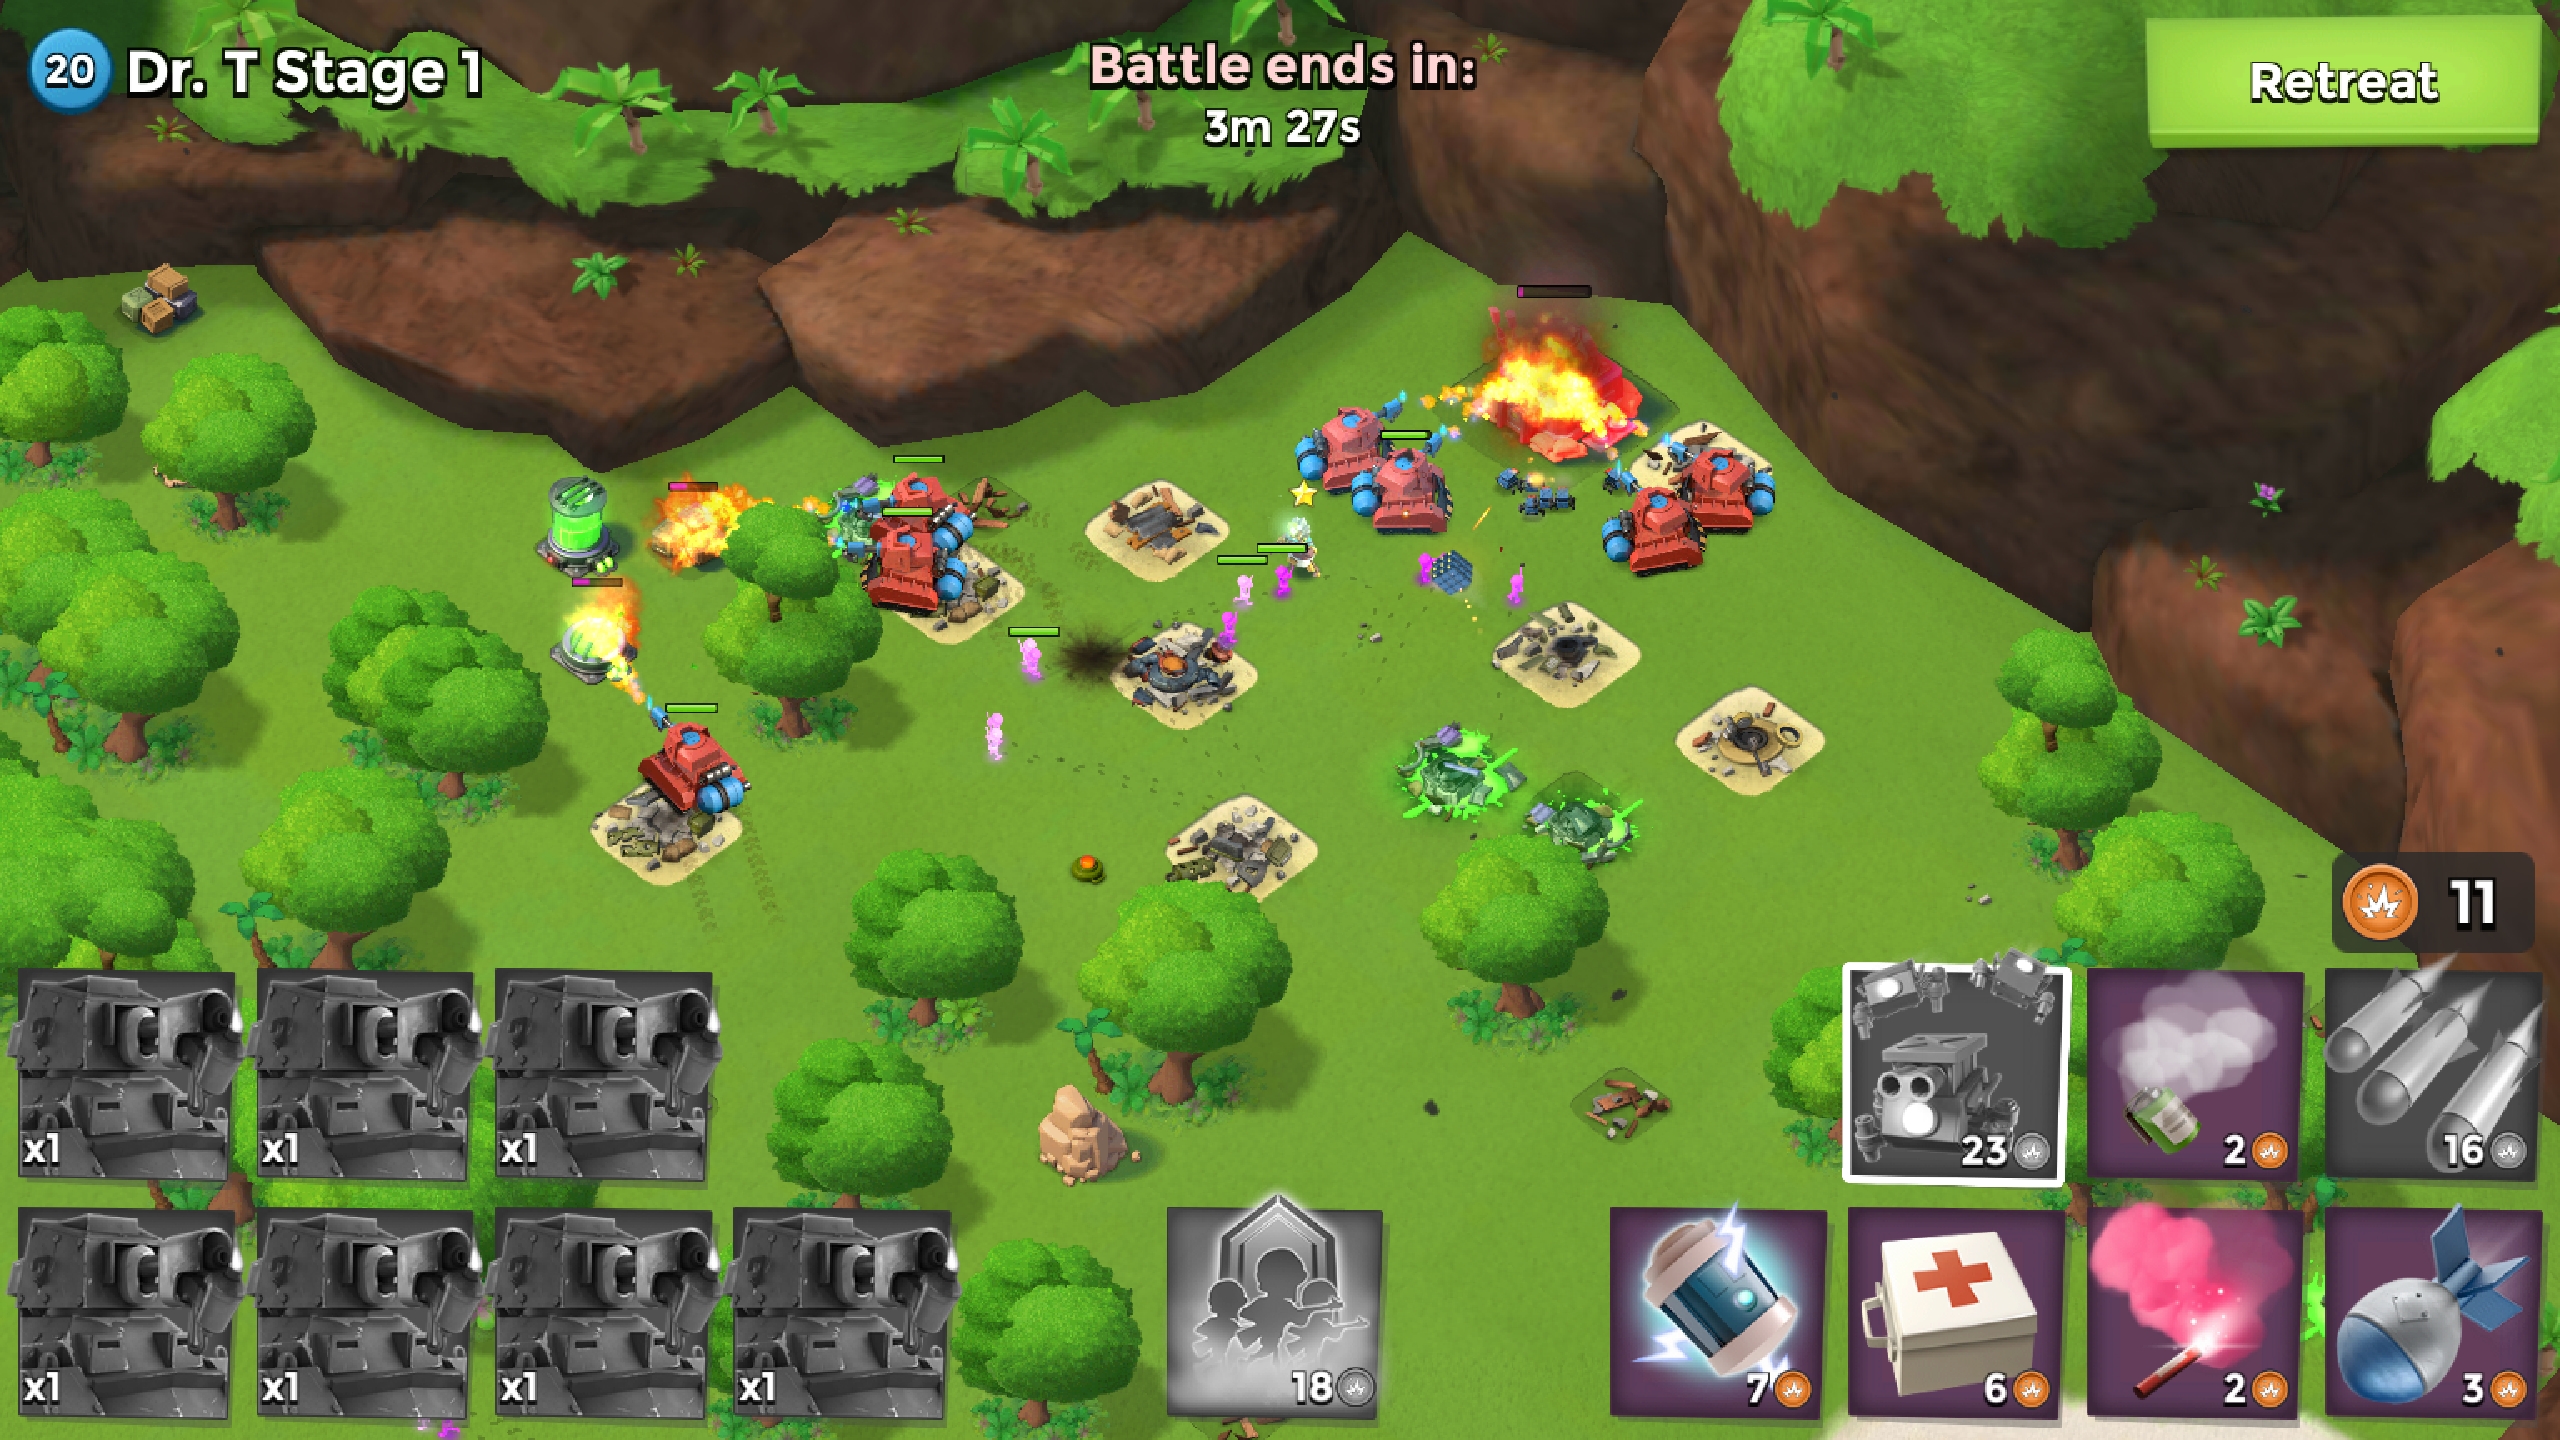 20 Dr. T Stage 1
Battle ends in:
3m 27s
Retreat
11
x1
x1
x1
23
2
16
x1
x1
x1
x1
18
7
6
2
3